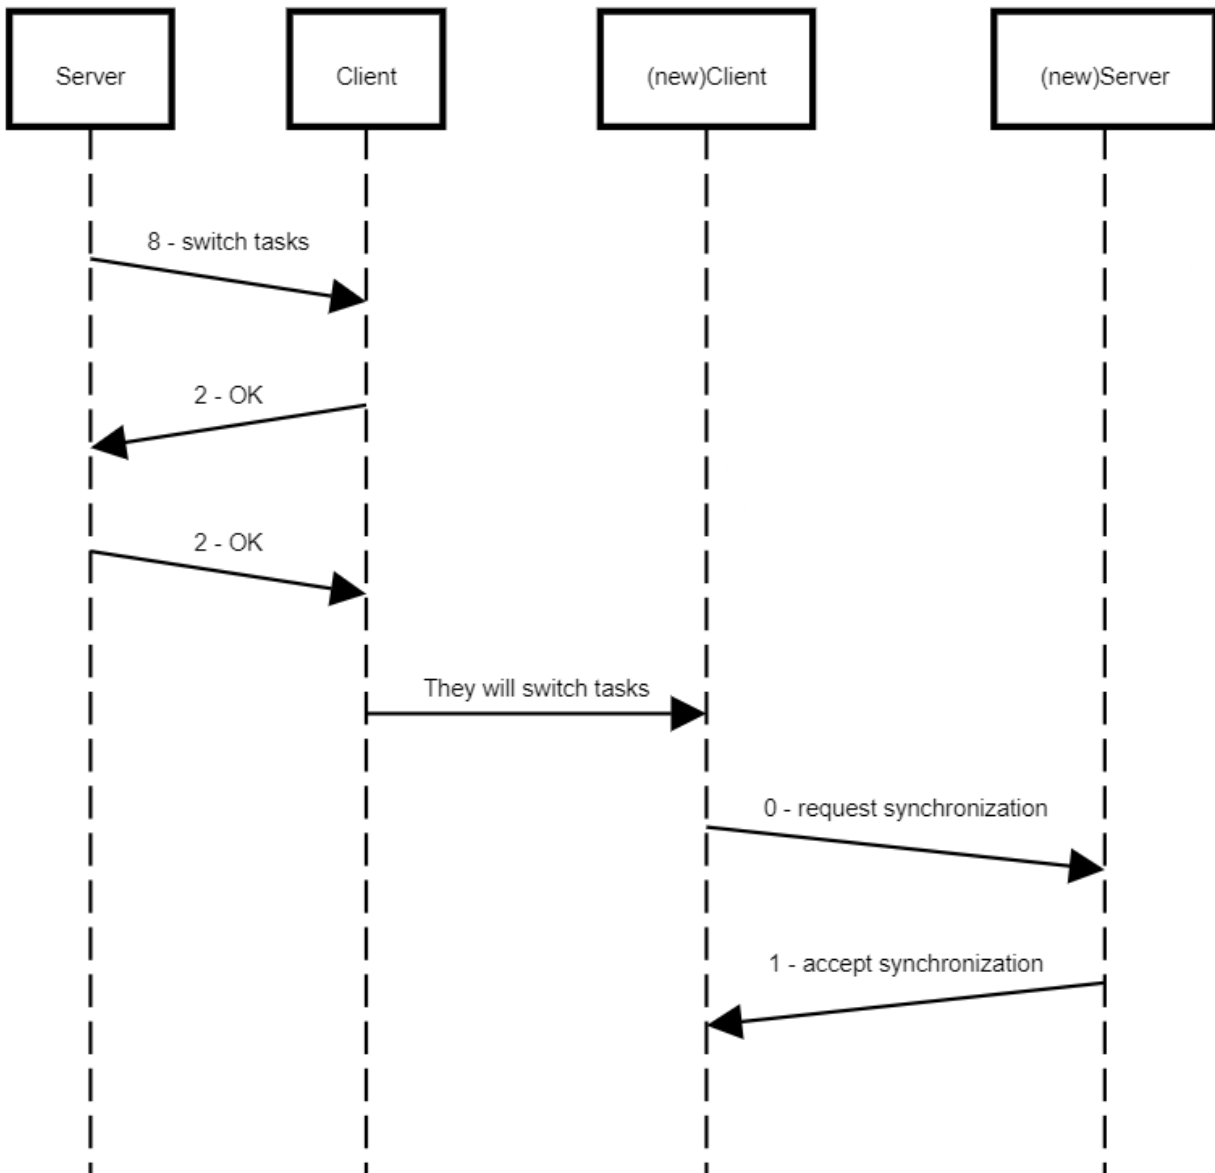 Server
Client
(new)Client
(new)Server
8 - switch tasks
2 - OK
2 - OK
They will switch tasks
0 - request synchronization
1 - accept synchronization